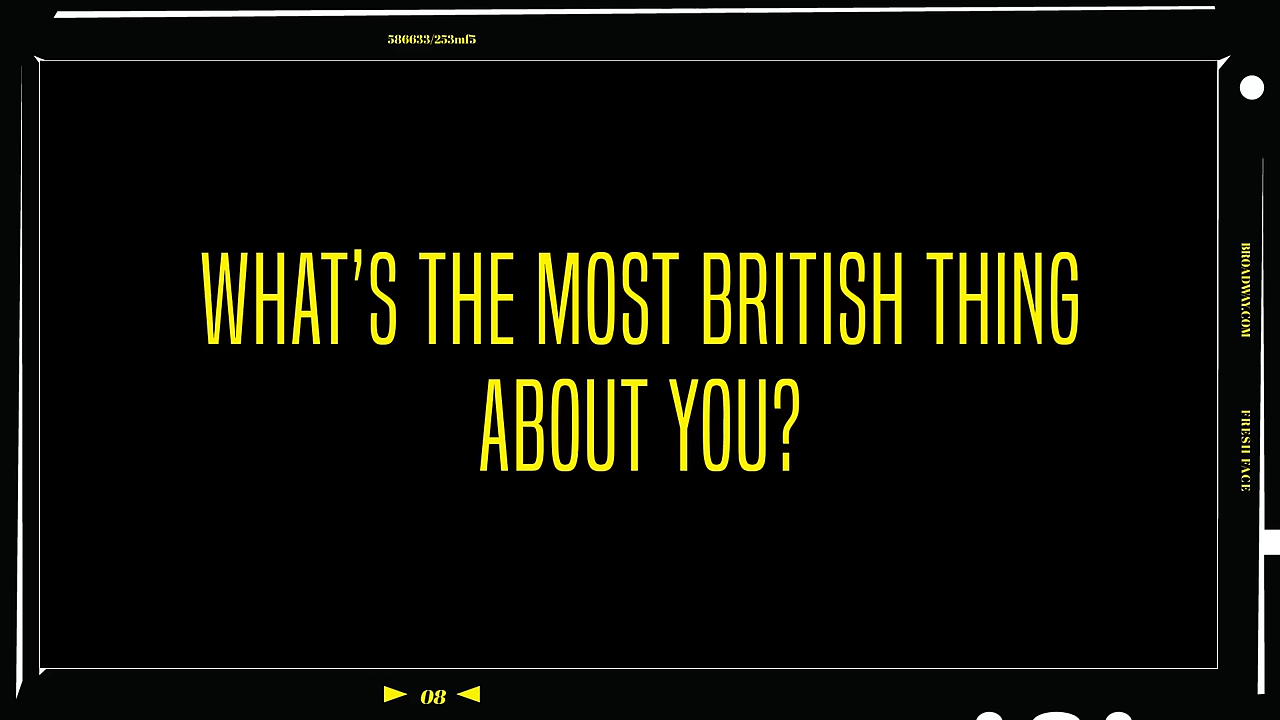 586633/253mf5
WHAT’S THE MOST BRITISH THING
ABOUT YOU?
BROADWAY.COM
FRESH FACE
08